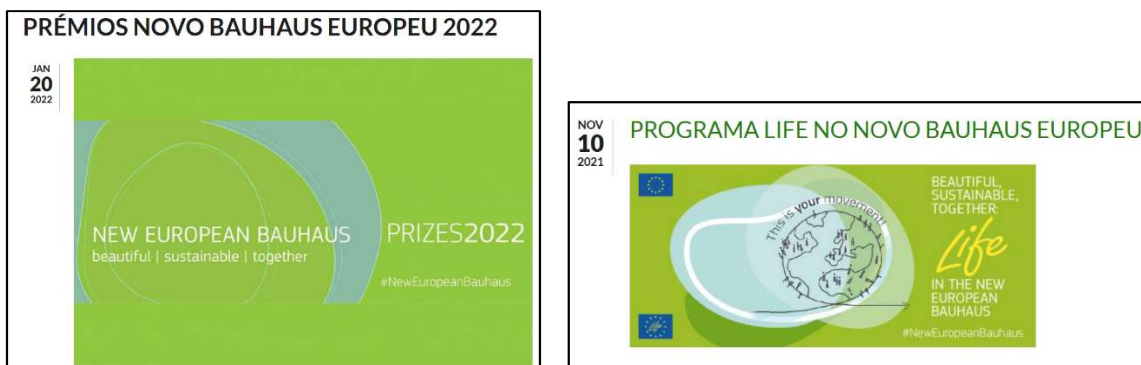 PRÉMIOS NOVO BAUHAUS EUROPEU 2022
JAN
20
2022
NEW EUROPEAN BAUHAUS
beautiful | sustainable | together
PRIZES2022
#NewEuropeanBauhaus
NOV
10
2021
PROGRAMA LIFE NO NOVO BAUHAUS EUROPEU
This is your movement!
BEAUTIFUL,
SUSTAINABLE,
TOGETHER:
Life
IN THE NEW
EUROPEAN
BAUHAUS
#NewEuropeanBauhaus
Life